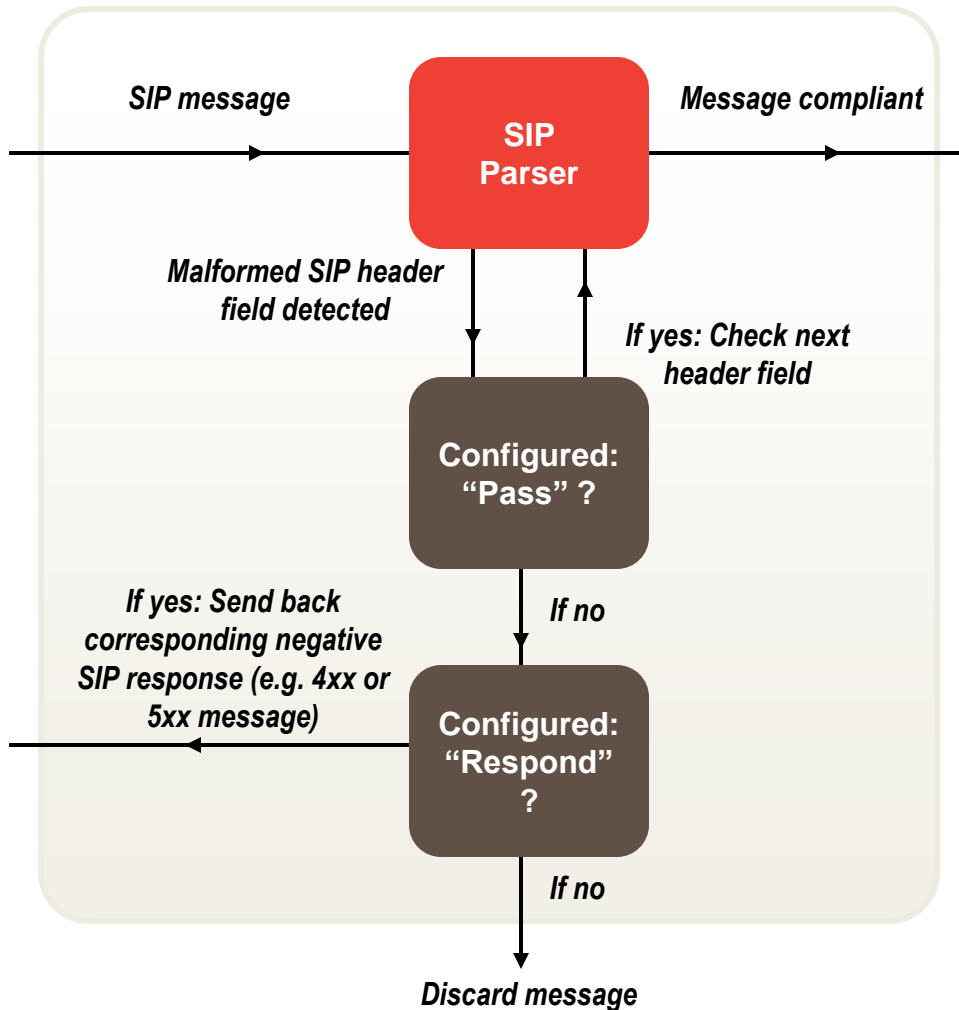 SIP message
SIP
Parser
Message compliant
Malformed SIP header
field detected
If yes: Check next
header field
Configured:
“Pass” ?
If no
If yes: Send back
corresponding negative
SIP response (e.g. 4xx or
5xx message)
Configured:
“Respond”
?
If no
Discard message